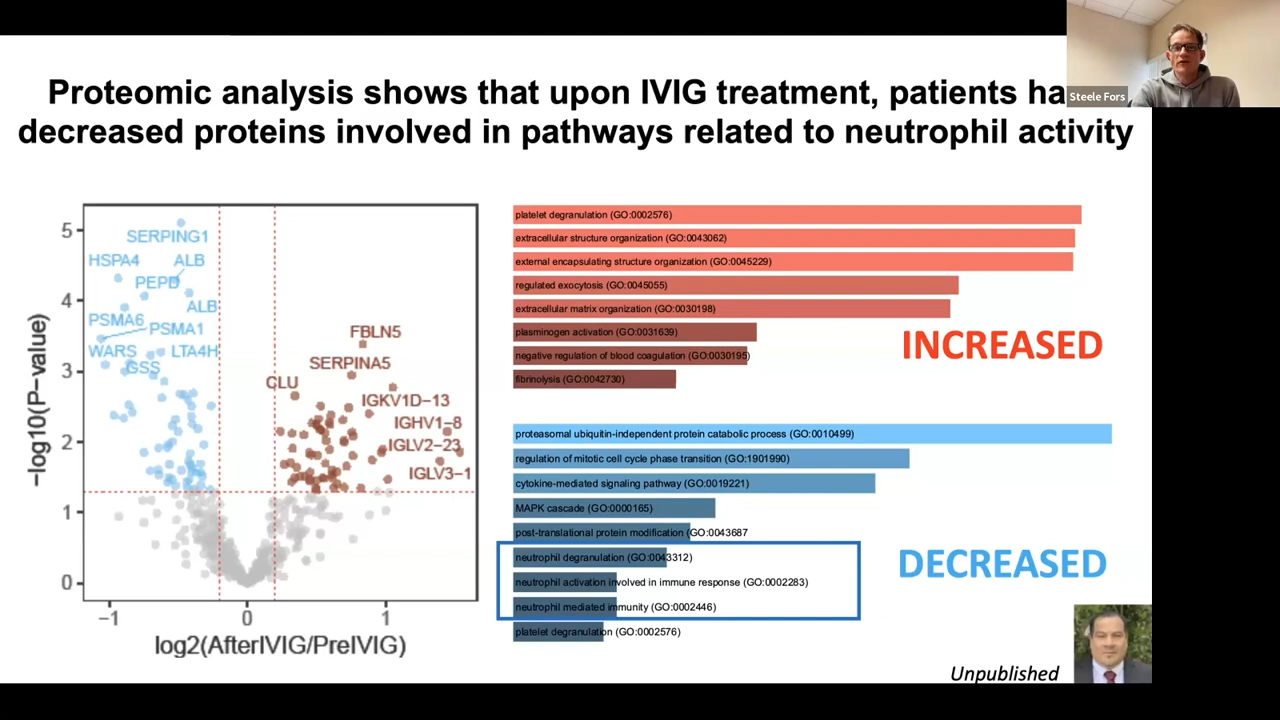 Proteomic analysis shows that upon IVIG treatment, patients ha
decreased proteins involved in pathways related to neutrophil activity
Steele Fors
−log10(P−value)
5
4
3
2
1
0
−1
0
1
log2(AfterIVIG/PreIVIG)
SERPING1
HSPA4
ALB
PEPD
ALB
PSMA6
PSMA1
WARS
LTA4H
GSS
FBLN5
SERPINA5
CLU
IGKV1D−13
IGHV1−8
IGLV2−23
IGLV3−1
platelet degranulation (GO:0002576)
extracellular structure organization (GO:0043062)
external encapsulating structure organization (GO:0045229)
regulated exocytosis (GO:0045055)
extracellular matrix organization (GO:0030198)
plasminogen activation (GO:0031639)
negative regulation of blood coagulation (GO:0030195)
fibrinolysis (GO:0042730)
INCREASED
proteasomal ubiquitin-independent protein catabolic process (GO:0010499)
regulation of mitotic cell cycle phase transition (GO:1901990)
cytokine-mediated signaling pathway (GO:0019221)
MAPK cascade (GO:0000165)
post-translational protein modification (GO:0043687
neutrophil degranulation (GO:0043312)
neutrophil activation involved in immune response (GO:0002283)
neutrophil mediated immunity (GO:0002446)
platelet degranulation (GO:0002576)
DECREASED
Unpublished